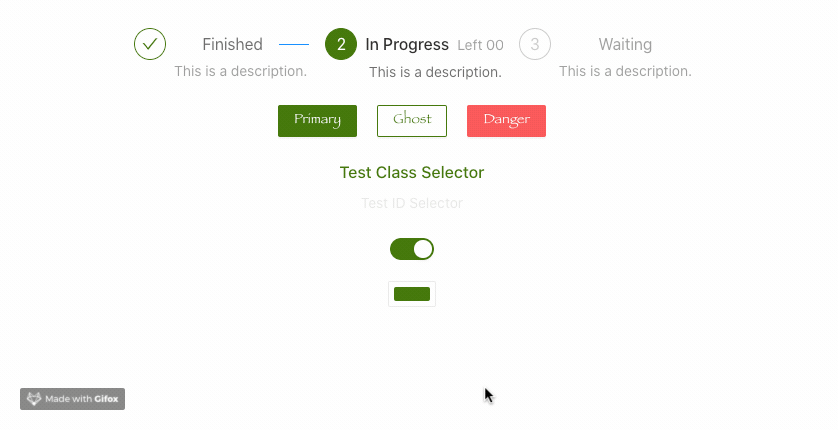 Finished
2 In Progress Left 00
3 Waiting
This is a description.
This is a description.
This is a description.
Primary
Ghost
Danger
Test Class Selector
Test ID Selector
Made with Gifox